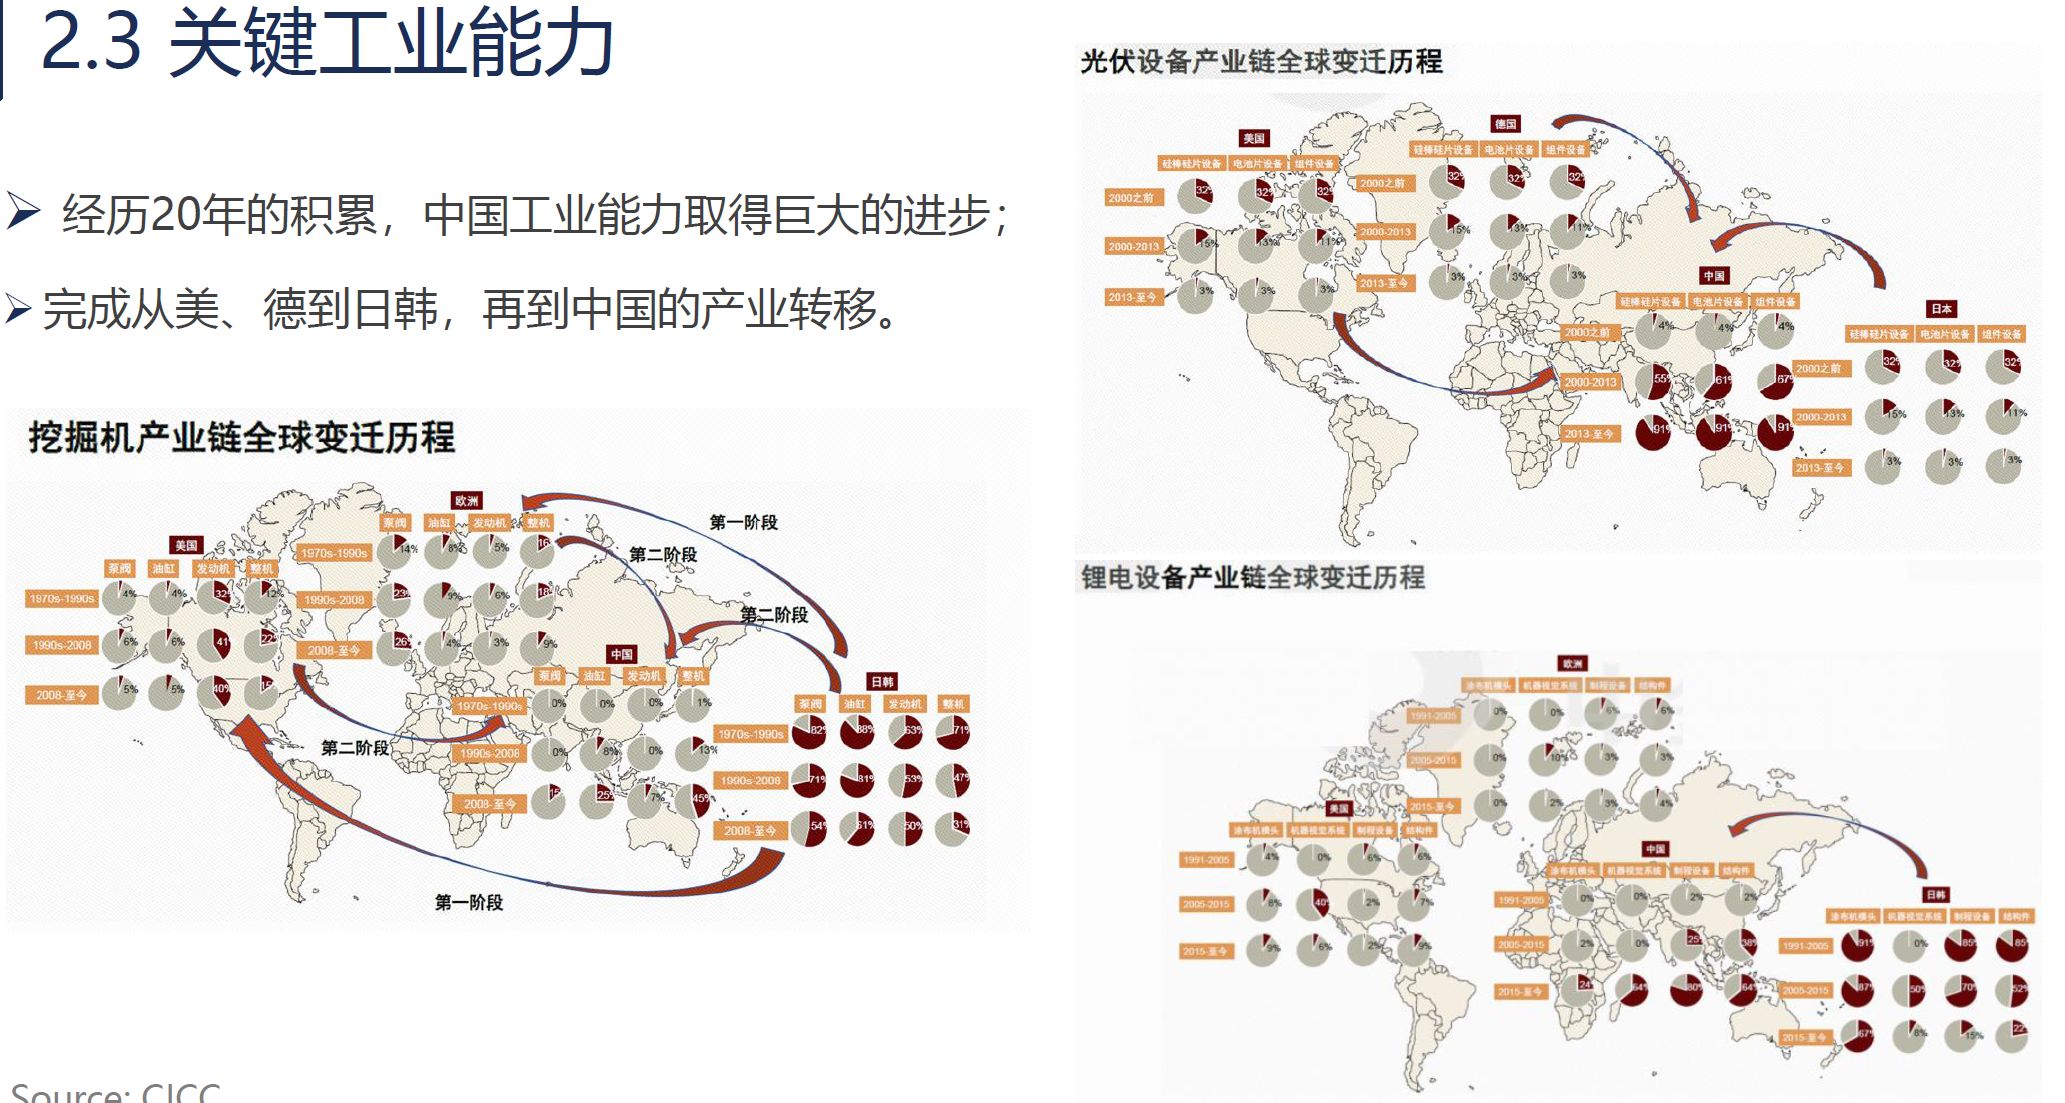 2.3 关键工业能力
经历20年的积累，中国工业能力取得巨大的进步；
完成从美、德到日韩，再到中国的产业转移。
挖掘机产业链全球变迁历程
欧洲
泵阀 油缸 发动机 整机
1970s-1990s 14% 8% 5% 16%
1990s-2008 23% 9% 6% 18%
2008-至今 26% 4% 3% 9%
美国
泵阀 油缸 发动机 整机
1970s-1990s 4% 4% 32% 12%
1990s-2008 6% 6% 41% 22%
2008-至今 5% 5% 40% 15%
中国
泵阀 油缸 发动机 整机
1970s-1990s 0% 0% 0% 1%
1990s-2008 0% 8% 0% 13%
2008-至今 15% 25% 7% 45%
日韩
泵阀 油缸 发动机 整机
1970s-1990s 82% 88% 63% 71%
1990s-2008 71% 81% 53% 47%
2008-至今 54% 61% 50% 31%
第一阶段
第二阶段
第二阶段
第二阶段
第一阶段
Source: CICC
光伏设备产业链全球变迁历程
美国
硅棒硅片设备 电池片设备 组件设备
2000之前 32% 32% 32%
2000-2013 15% 13% 11%
2013-至今 3% 3% 3%
德国
硅棒硅片设备 电池片设备 组件设备
2000之前 32% 32% 32%
2000-2013 15% 13% 11%
2013-至今 3% 3% 3%
中国
硅棒硅片设备 电池片设备 组件设备
2000之前 4% 4% 4%
2000-2013 55% 61% 67%
2013-至今 91% 91% 91%
日本
硅棒硅片设备 电池片设备 组件设备
2000之前 32% 32% 32%
2000-2013 15% 13% 11%
2013-至今 3% 3% 3%
锂电设备产业链全球变迁历程
欧洲
涂布机模头 机器视觉系统 制程设备 结构件
1991-2005 0% 0% 6% 6%
2005-2015 0% 10% 3% 3%
2015-至今 0% 2% 3% 4%
美国
涂布机模头 机器视觉系统 制程设备 结构件
1991-2005 4% 0% 6% 6%
2005-2015 8% 40% 2% 7%
2015-至今 9% 6% 2% 9%
中国
涂布机模头 机器视觉系统 制程设备 结构件
1991-2005 0% 0% 2% 2%
2005-2015 2% 0% 25% 38%
2015-至今 24% 64% 80% 64%
日韩
涂布机模头 机器视觉系统 制程设备 结构件
1991-2005 91% 0% 85% 85%
2005-2015 87% 50% 70% 52%
2015-至今 67% 8% 15% 22%